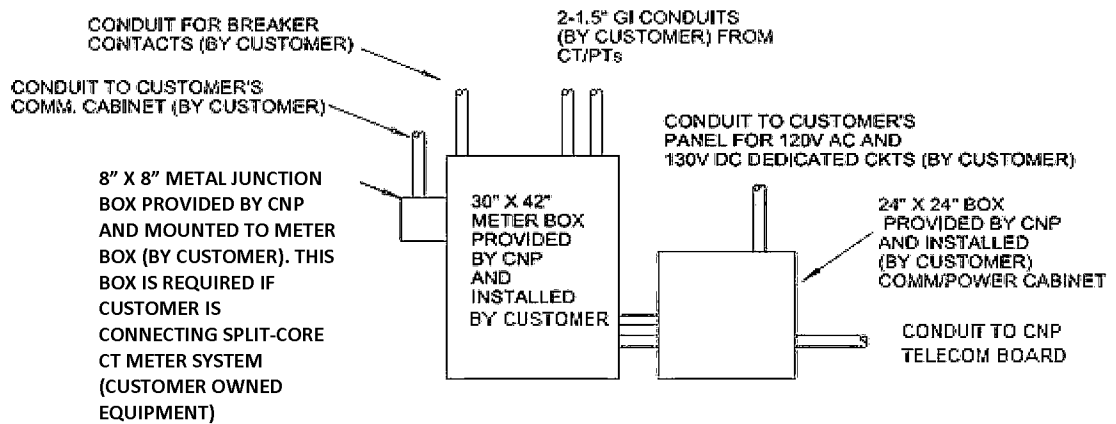 CONDUIT FOR BREAKER
CONTACTS (BY CUSTOMER)
2-1.5" GI CONDUITS
(BY CUSTOMER) FROM
CT/PTs
CONDUIT TO CUSTOMER'S
COMM. CABINET (BY CUSTOMER)
CONDUIT TO CUSTOMER'S
PANEL FOR 120V AC AND
130V DC DEDICATED CKTS (BY CUSTOMER)
8” X 8” METAL JUNCTION
BOX PROVIDED BY CNP
AND MOUNTED TO METER
BOX (BY CUSTOMER). THIS
BOX IS REQUIRED IF
CUSTOMER IS
CONNECTING SPLIT-CORE
CT METER SYSTEM
(CUSTOMER OWNED
EQUIPMENT)
30" X 42"
METER BOX
PROVIDED
BY CNP
AND
INSTALLED
BY CUSTOMER
24" X 24" BOX
PROVIDED BY CNP
AND INSTALLED
(BY CUSTOMER)
COMM/POWER CABINET
CONDUIT TO CNP
TELECOM BOARD